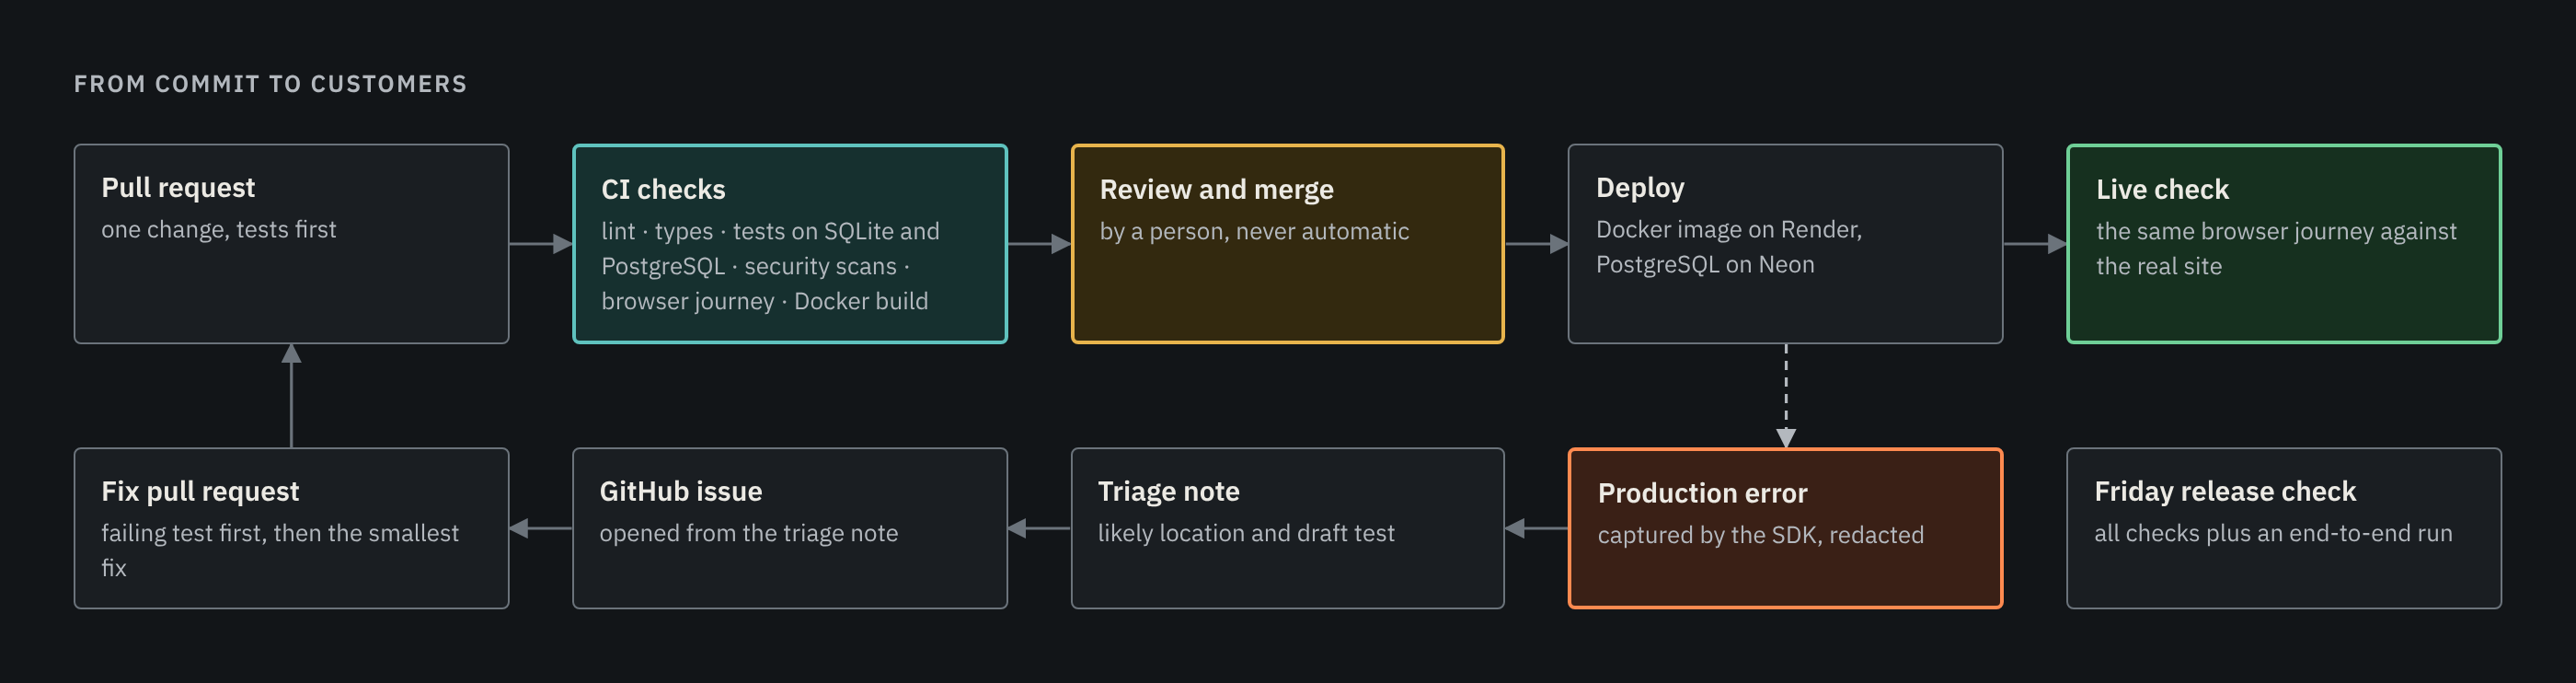 FROM COMMIT TO CUSTOMERS
Pull request
one change, tests first
CI checks
lint · types · tests on SQLite and
PostgreSQL · security scans ·
browser journey · Docker build
Review and merge
by a person, never automatic
Deploy
Docker image on Render,
PostgreSQL on Neon
Live check
the same browser journey against
the real site
Fix pull request
failing test first, then the smallest
fix
GitHub issue
opened from the triage note
Triage note
likely location and draft test
Production error
captured by the SDK, redacted
Friday release check
all checks plus an end-to-end run